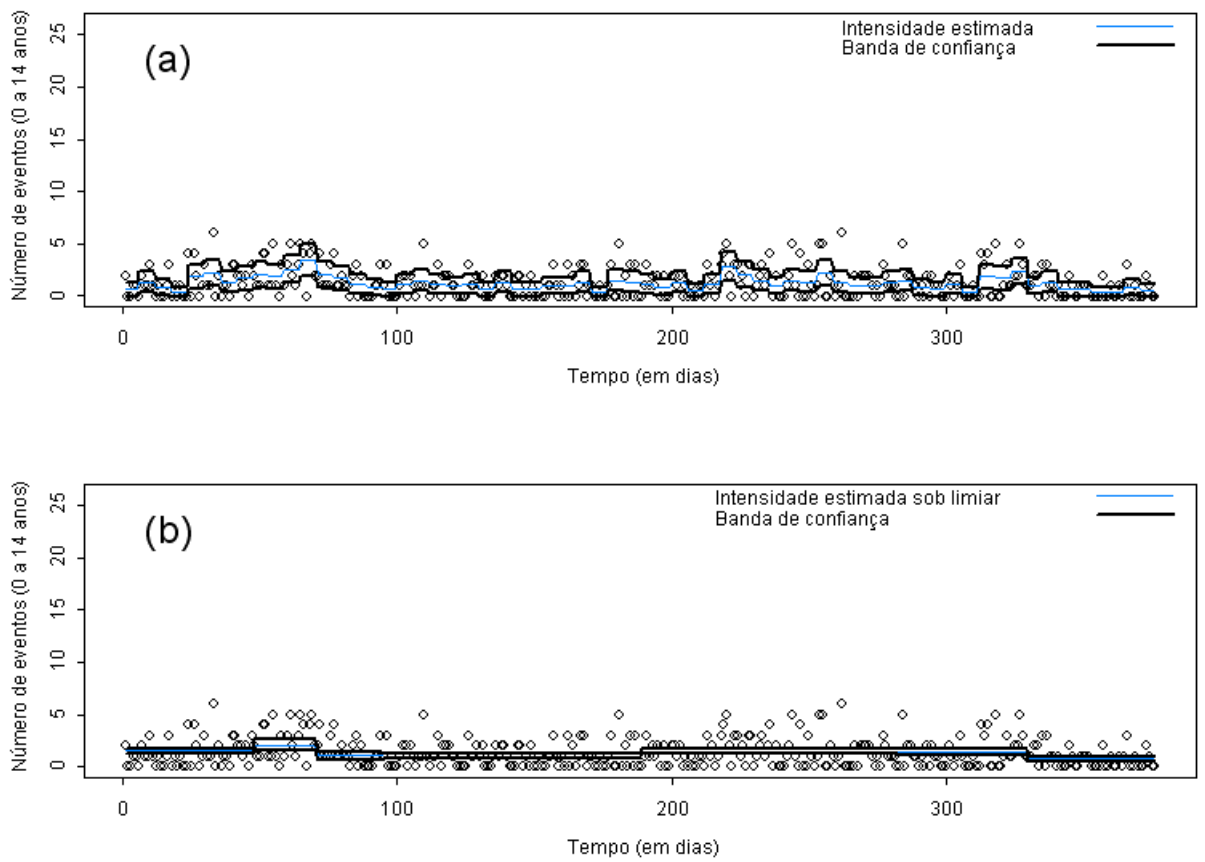 Número de eventos (0 a 14 anos)
25
20
15
10
5
0
(a)
Intensidade estimada
Banda de confiança
0
100
200
300
Tempo (em dias)
Número de eventos (0 a 14 anos)
25
20
15
10
5
0
(b)
Intensidade estimada sob limiar
Banda de confiança
0
100
200
300
Tempo (em dias)